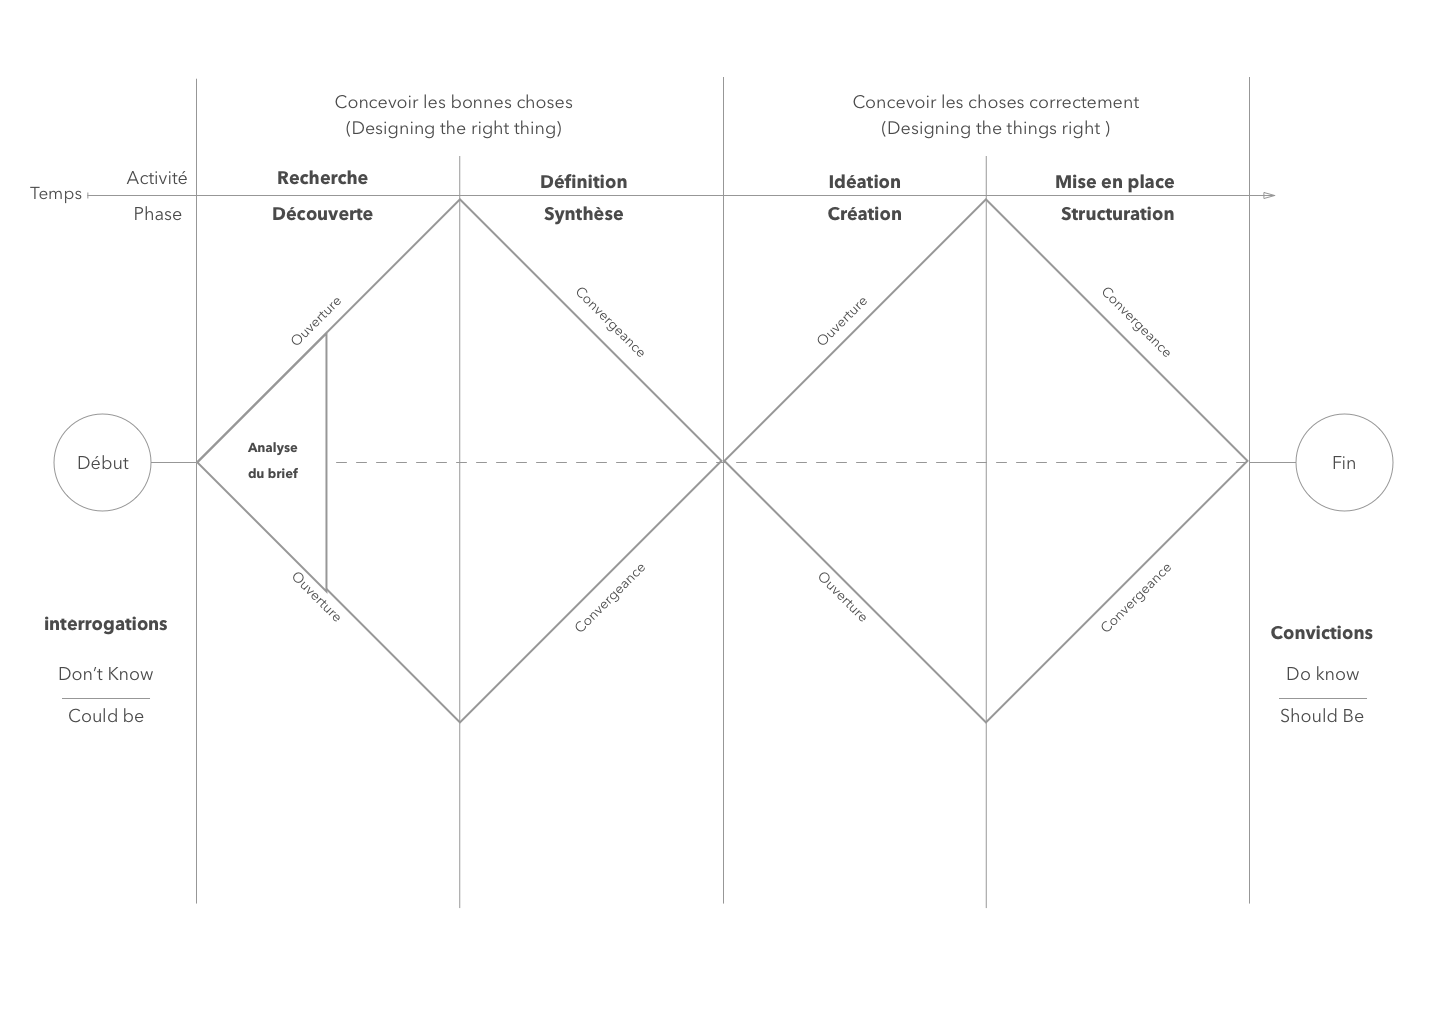 Concevoir les bonnes choses
(Designing the right thing)
Concevoir les choses correctement
(Designing the things right )
Temps
Activité
Recherche
Définition
Idéation
Mise en place
Phase
Découverte
Synthèse
Création
Structuration
Ouverture
Convergeance
Ouverture
Convergeance
Début
Analyse
du brief
Fin
Ouverture
Convergeance
Ouverture
Convergeance
interrogations
Don’t Know
Could be
Convictions
Do know
Should Be